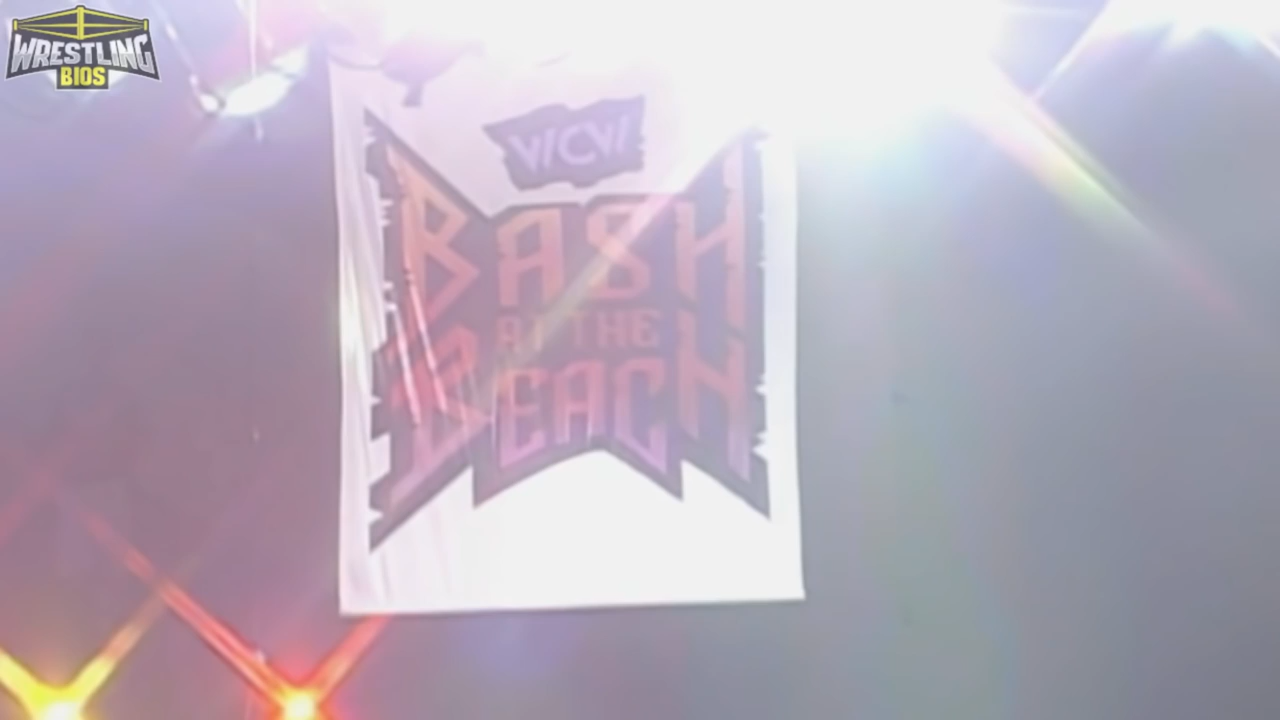 WRESTLING
BIOS
WCW
BASH
AT THE
BEACH